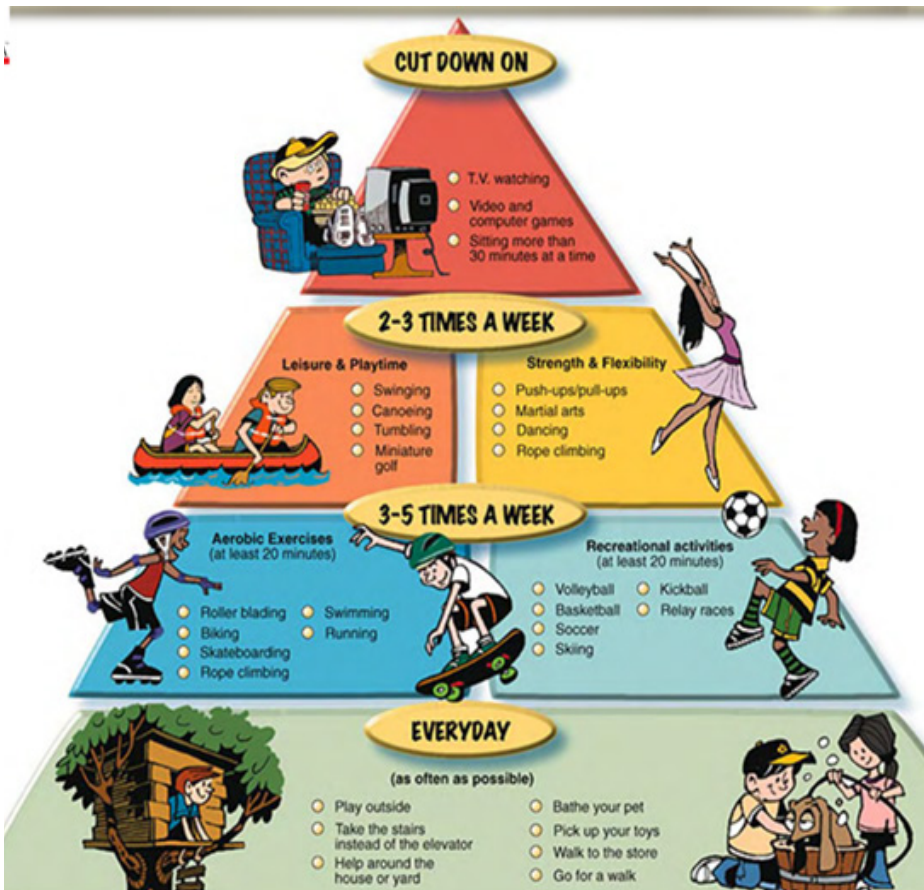 CUT DOWN ON
T.V. watching
Video and
computer games
Sitting more than
30 minutes at a time
2-3 TIMES A WEEK
Leisure & Playtime
Swinging
Canoeing
Tumbling
Miniature
golf
Strength & Flexibility
Push-ups/pull-ups
Martial arts
Dancing
Rope climbing
3-5 TIMES A WEEK
Aerobic Exercises
(at least 20 minutes)
Roller blading
Biking
Skateboarding
Rope climbing
Swimming
Running
Recreational activities
(at least 20 minutes)
Volleyball
Basketball
Soccer
Skiing
Kickball
Relay races
EVERYDAY
(as often as possible)
Play outside
Take the stairs
instead of the elevator
Help around the
house or yard
Bathe your pet
Pick up your toys
Walk to the store
Go for a walk